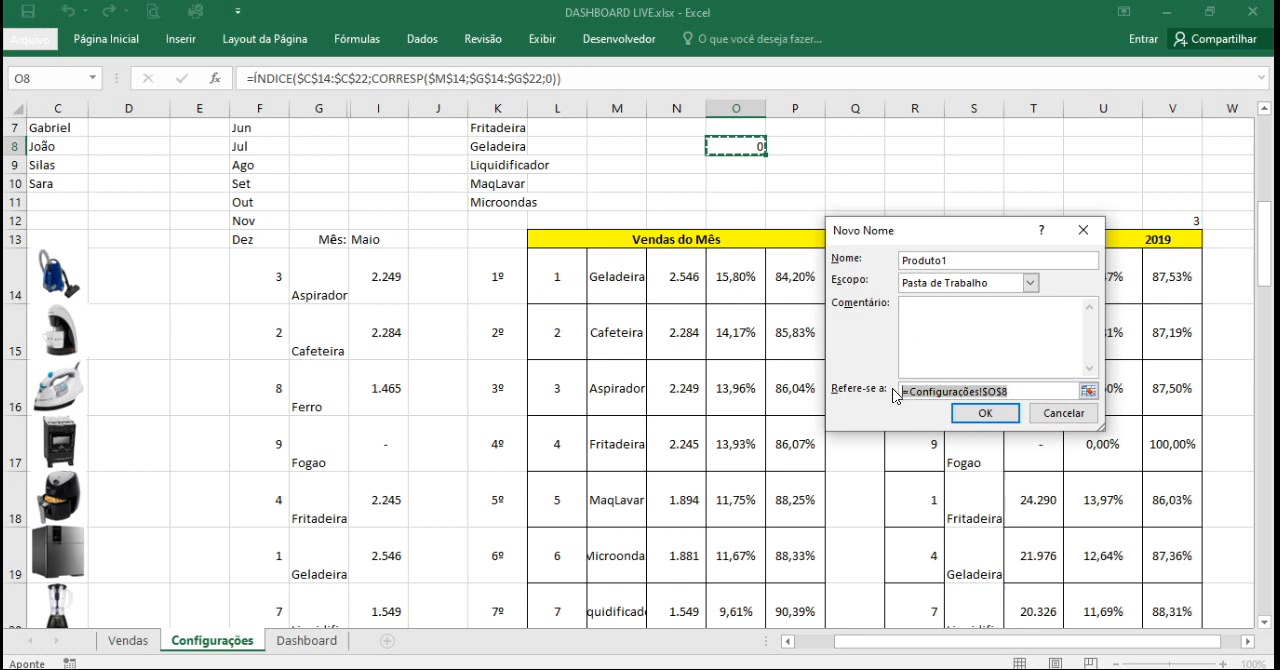 DASHBOARD LIVE.xlsx - Excel
Arquivo Página Inicial Inserir Layout da Página Fórmulas Dados Revisão Exibir Desenvolvedor O que você deseja fazer... Entrar Compartilhar
O8 fx =ÍNDICE($C$14:$C$22;CORRESP($M$14;$G$14:$G$22;0))
C D E F G I J K L M N O P Q R S T U V W
7 Gabriel Jun Fritadeira
8 João Jul Geladeira 0
9 Silas Ago Liquidificador
10 Sara Set MaqLavar
11 Out Microondas
12 Nov 3
13 Dez Mês: Maio Vendas do Mês 2019
14 3 Aspirador 2.249 1º 1 Geladeira 2.546 15,80% 84,20% 7% 87,53%
15 2 Cafeteira 2.284 2º 2 Cafeteira 2.284 14,17% 85,83% 1% 87,19%
16 8 Ferro 1.465 3º 3 Aspirador 2.249 13,96% 86,04% 0% 87,50%
17 9 Fogao - 4º 4 Fritadeira 2.245 13,93% 86,07% 9 Fogao - 0,00% 100,00%
18 4 Fritadeira 2.245 5º 5 MaqLavar 1.894 11,75% 88,25% 1 Fritadeira 24.290 13,97% 86,03%
19 1 Geladeira 2.546 6º 6 Microonda 1.881 11,67% 88,33% 4 Geladeira 21.976 12,64% 87,36%
7 1.549 7º 7 quidificad 1.549 9,61% 90,39% 7 20.326 11,69% 88,31%
Novo Nome ?
Nome: Produto1
Escopo: Pasta de Trabalho
Comentário:
Refere-se a: =Configurações!$O$8
OK Cancelar
Vendas Configurações Dashboard
Aponte 100%